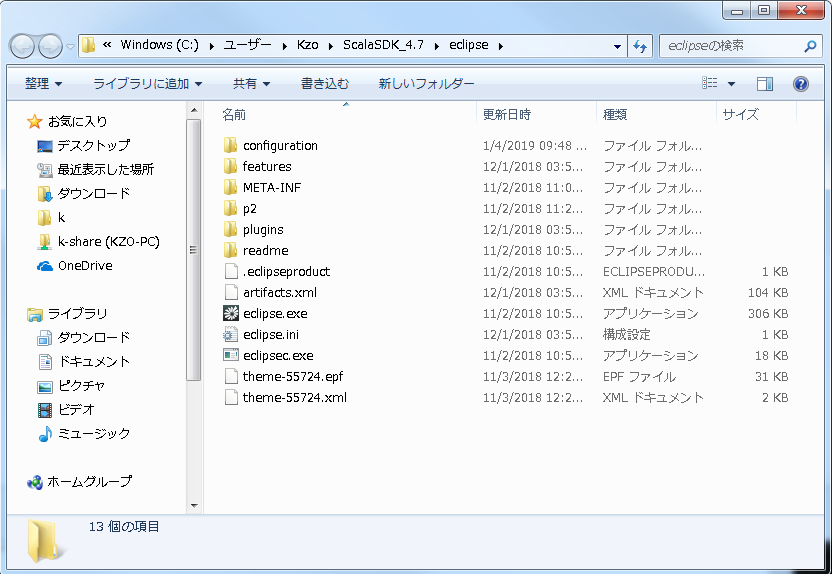 « Windows (C:) ▸ ユーザー ▸ Kzo ▸ ScalaSDK_4.7 ▸ eclipse ▸
eclipseの検索
整理 ライブラリに追加 共有 書き込む 新しいフォルダー
名前 更新日時 種類 サイズ
お気に入り
デスクトップ
最近表示した場所
ダウンロード
k
k-share (KZO-PC)
OneDrive
ライブラリ
ダウンロード
ドキュメント
ピクチャ
ビデオ
ミュージック
ホームグループ
configuration 1/4/2019 09:48 ... ファイル フォル...
features 12/1/2018 03:5... ファイル フォル...
META-INF 11/2/2018 11:0... ファイル フォル...
p2 11/2/2018 11:2... ファイル フォル...
plugins 12/1/2018 03:5... ファイル フォル...
readme 11/2/2018 10:5... ファイル フォル...
.eclipseproduct 11/2/2018 10:5... ECLIPSEPRODU... 1 KB
artifacts.xml 12/1/2018 03:5... XML ドキュメント 104 KB
eclipse.exe 11/2/2018 10:5... アプリケーション 306 KB
eclipse.ini 12/1/2018 03:5... 構成設定 1 KB
eclipsec.exe 11/2/2018 10:5... アプリケーション 18 KB
theme-55724.epf 11/3/2018 12:2... EPF ファイル 31 KB
theme-55724.xml 11/3/2018 12:2... XML ドキュメント 2 KB
13 個の項目